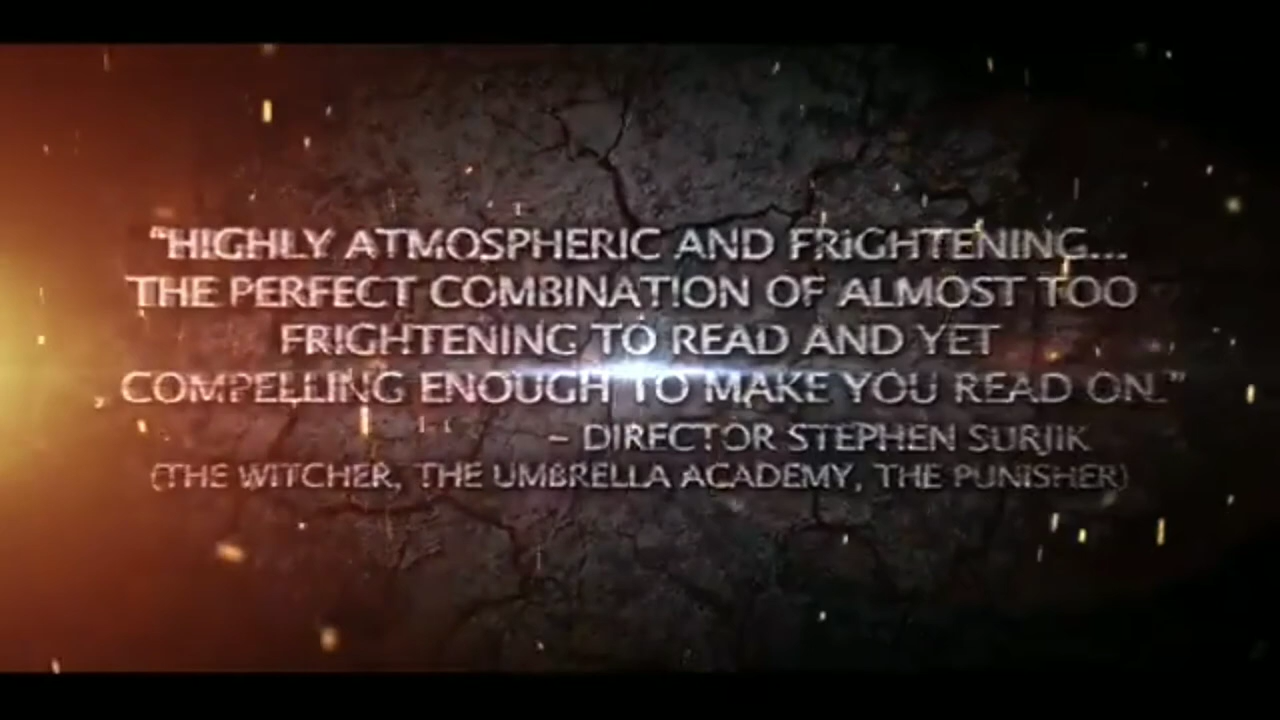 “HIGHLY ATMOSPHERIC AND FRIGHTENING...
THE PERFECT COMBINATION OF ALMOST TOO
FRIGHTENING TO READ AND YET
COMPELLING ENOUGH TO MAKE YOU READ ON.”
– DIRECTOR STEPHEN SURJIK
(THE WITCHER, THE UMBRELLA ACADEMY, THE PUNISHER)